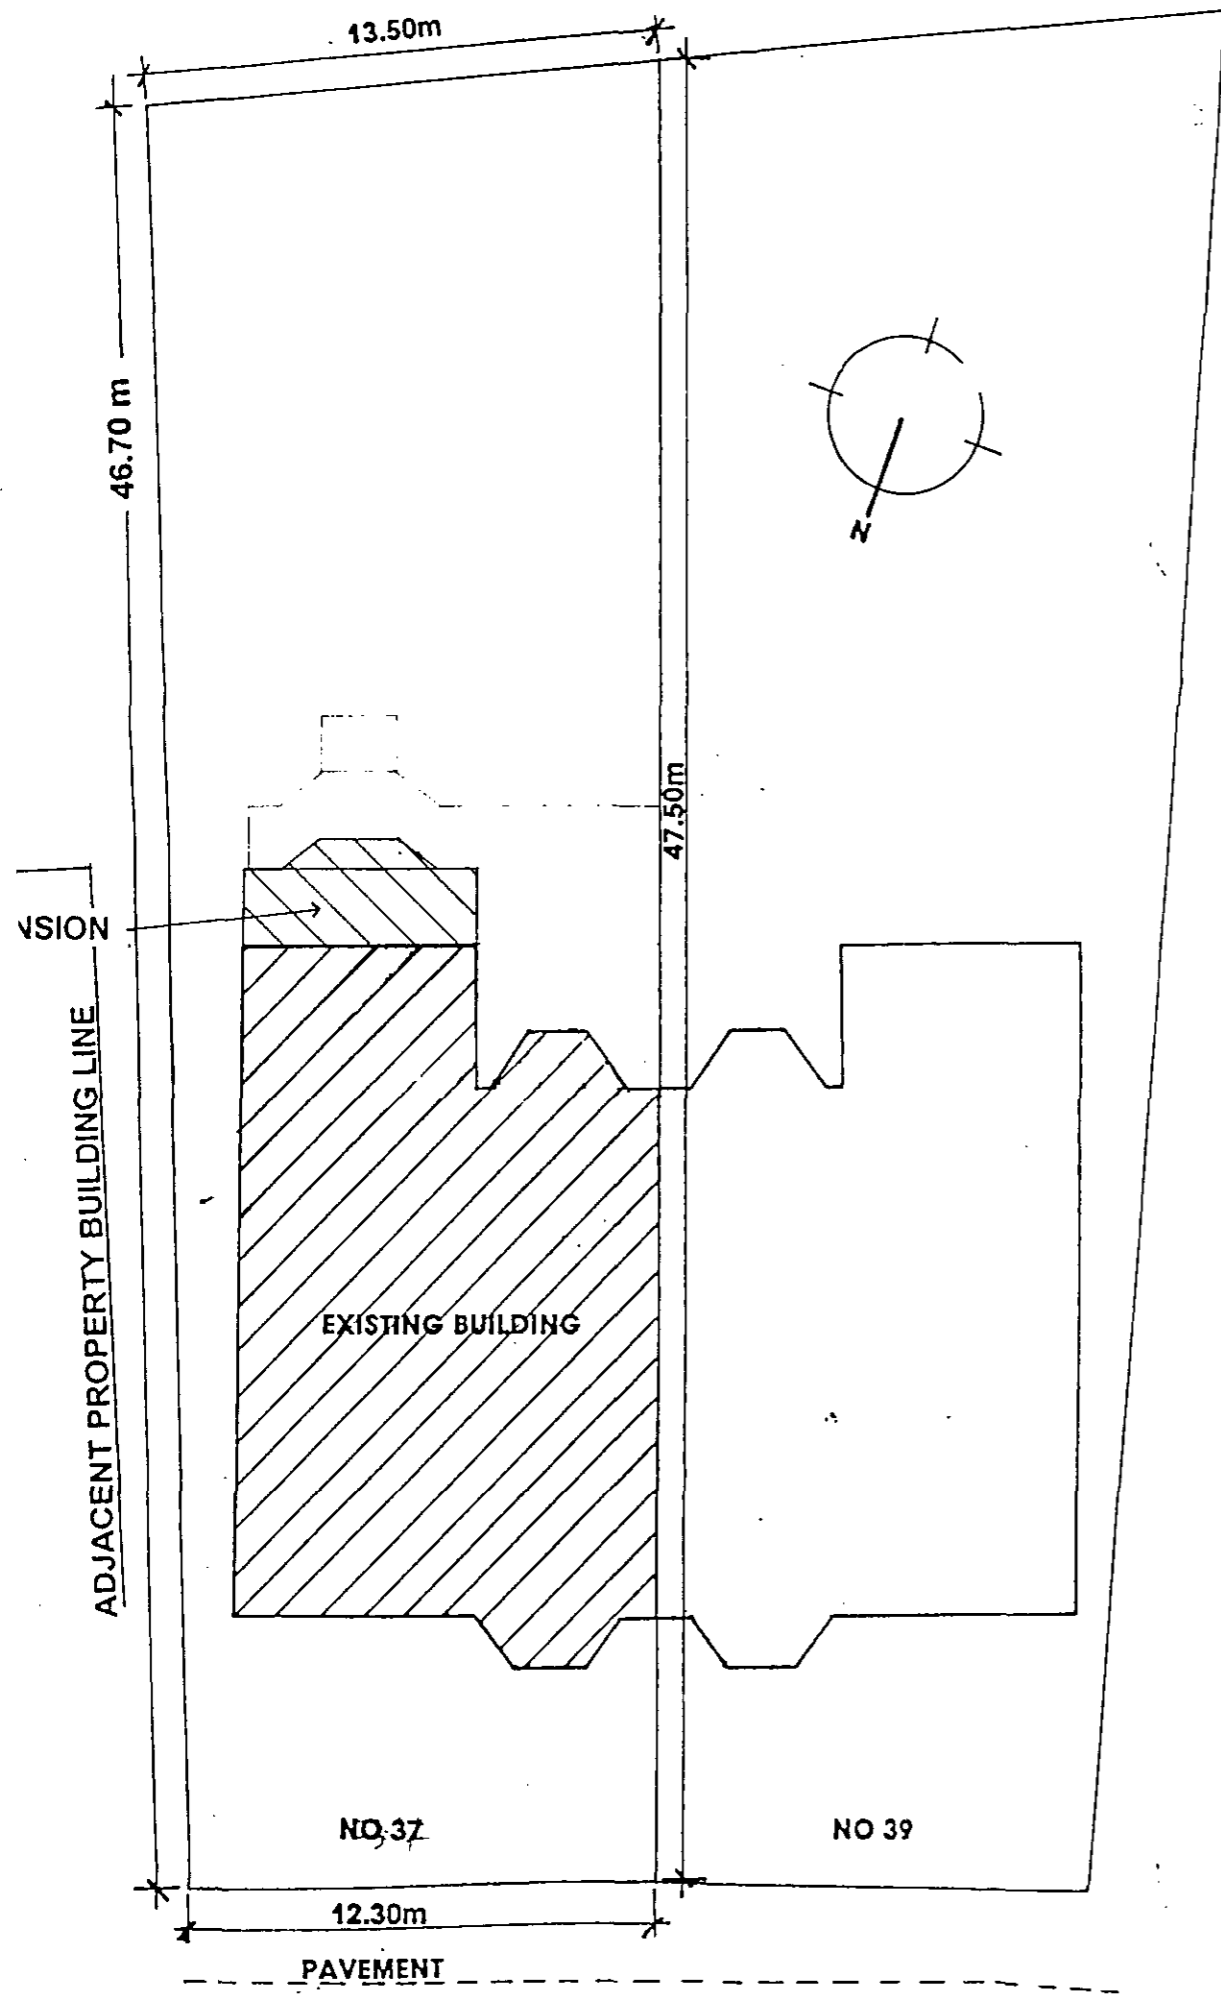 13.50m
46.70 m
N
47.50m
NSION
ADJACENT PROPERTY BUILDING LINE
EXISTING BUILDING
NO 37
NO 39
12.30m
PAVEMENT